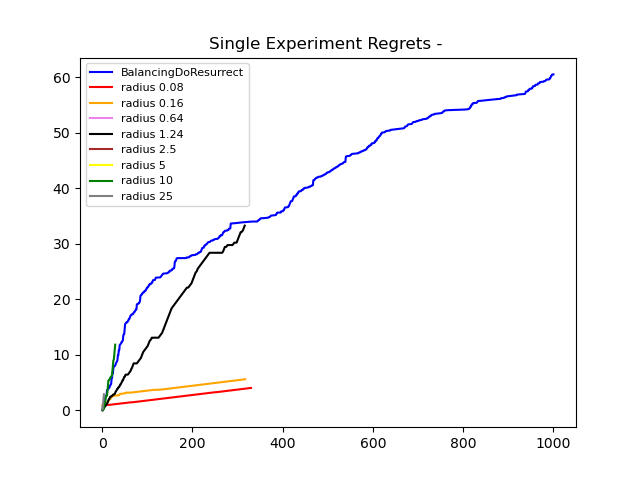 Single Experiment Regrets -
BalancingDoResurrect
radius 0.08
radius 0.16
radius 0.64
radius 1.24
radius 2.5
radius 5
radius 10
radius 25
60
50
40
30
20
10
0
0 200 400 600 800 1000